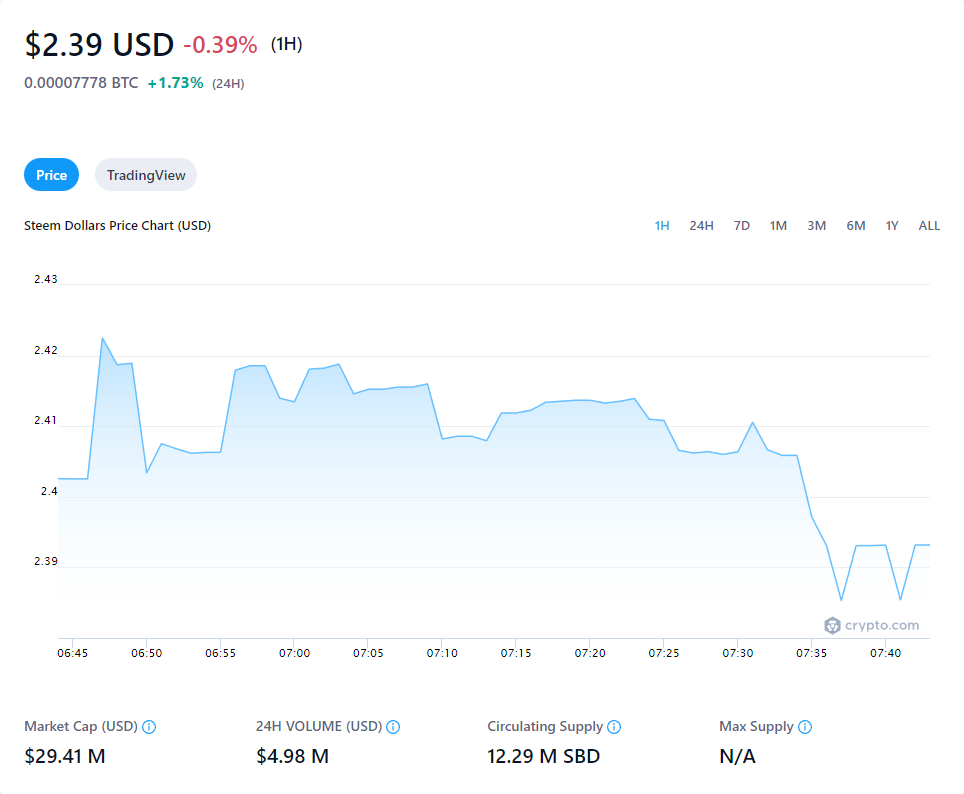 $2.39 USD -0.39% (1H)
0.00007778 BTC +1.73% (24H)
Price TradingView
Steem Dollars Price Chart (USD) 1H 24H 7D 1M 3M 6M 1Y ALL
2.43
2.42
2.41
2.4
2.39
crypto.com
06:45 06:50 06:55 07:00 07:05 07:10 07:15 07:20 07:25 07:30 07:35 07:40
Market Cap (USD) 24H VOLUME (USD) Circulating Supply Max Supply
$29.41 M $4.98 M 12.29 M SBD N/A